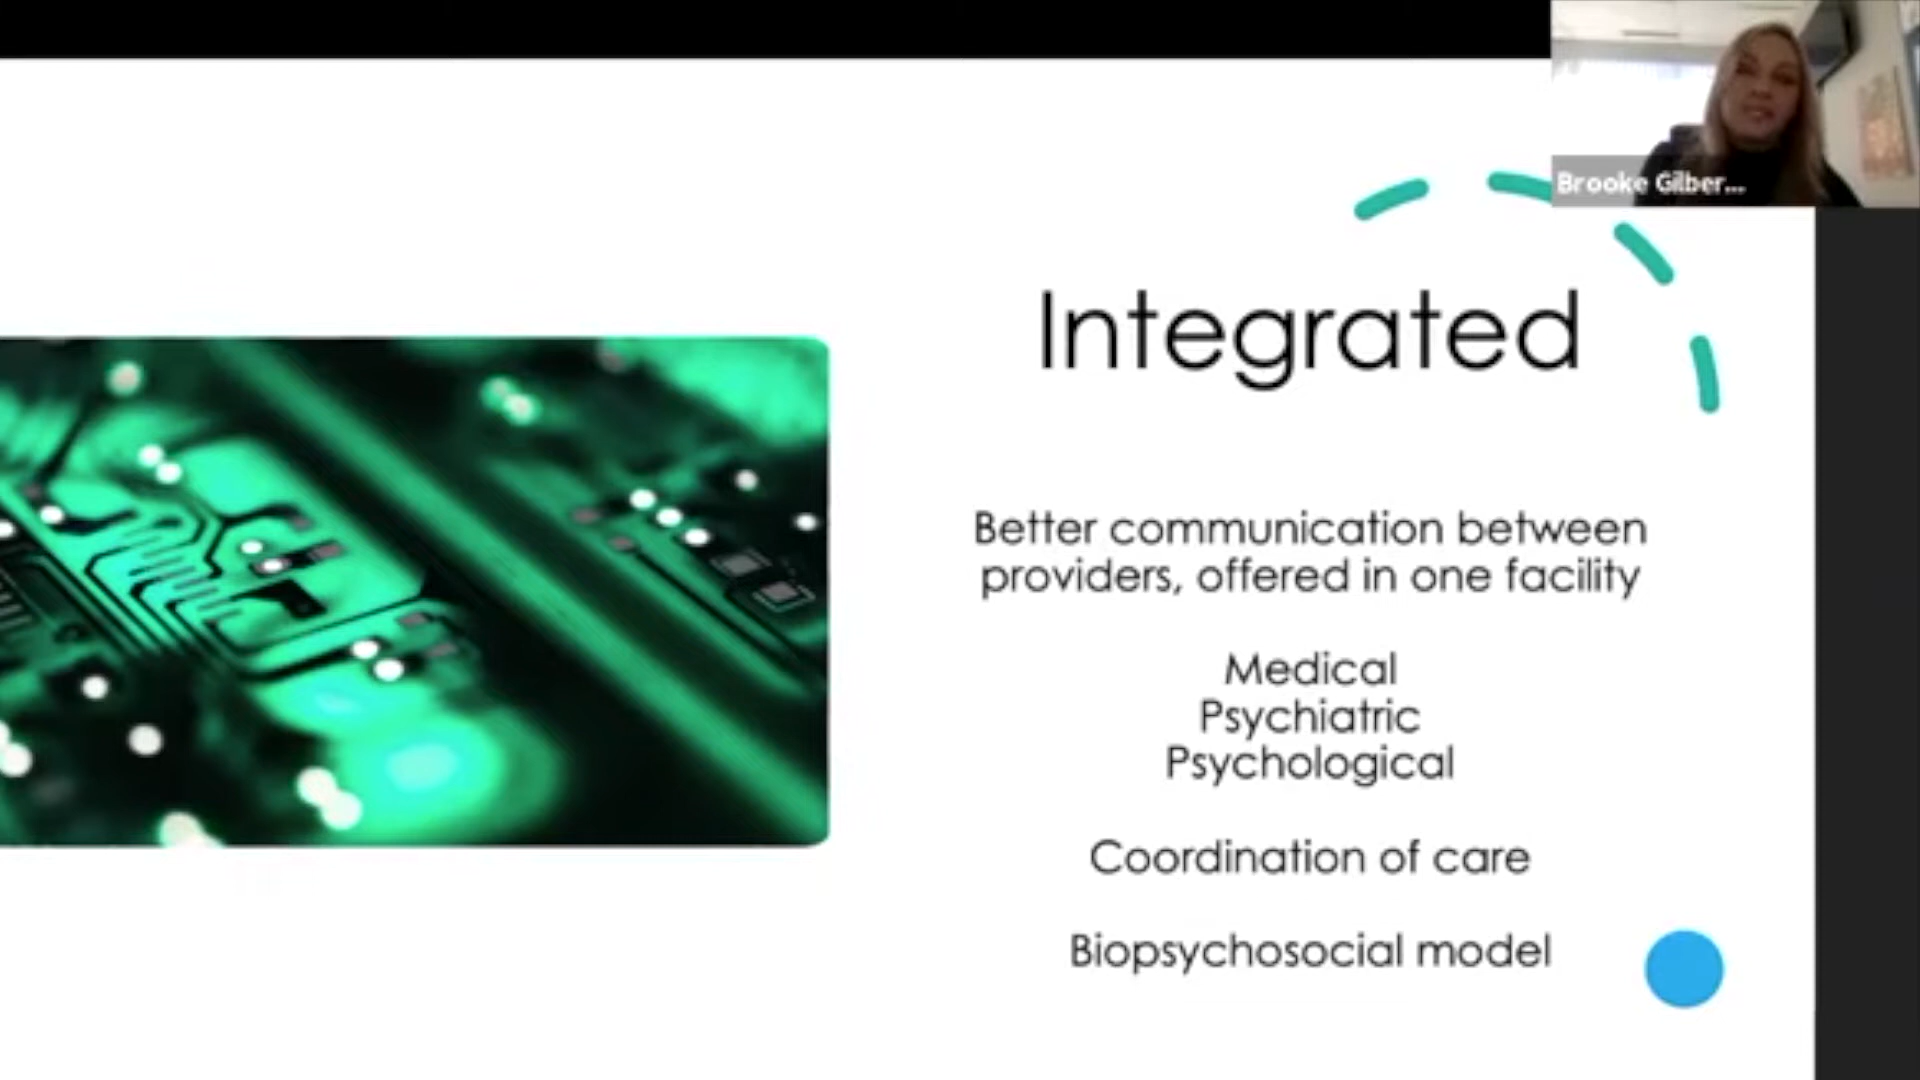 Brooke Gilber...
Integrated
Better communication between
providers, offered in one facility
Medical
Psychiatric
Psychological
Coordination of care
Biopsychosocial model